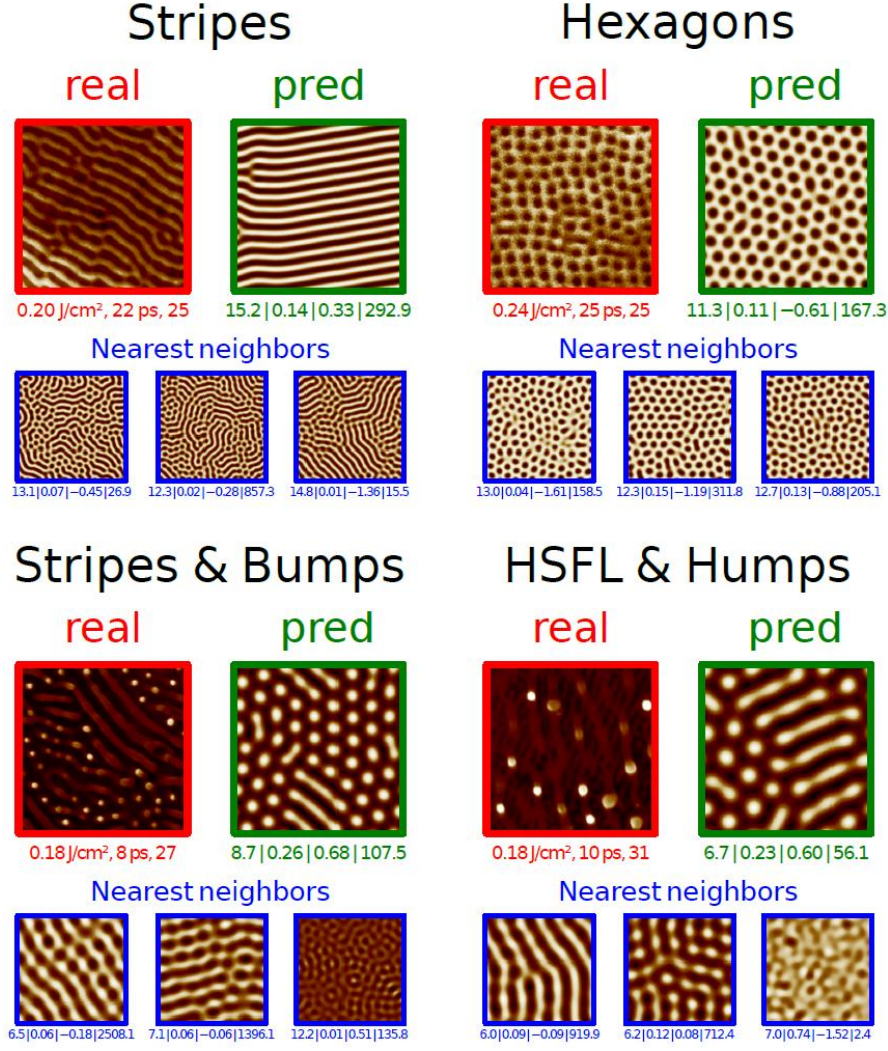 Stripes
Hexagons
real
pred
real
pred
0.20 J/cm², 22 ps, 25
15.2 | 0.14 | 0.33 | 292.9
0.24 J/cm², 25 ps, 25
11.3 | 0.11 | −0.61 | 167.3
Nearest neighbors
Nearest neighbors
13.1|0.07|−0.45|26.9
12.3|0.02|−0.28|857.3
14.8|0.01|−1.36|15.5
13.0|0.04|−1.61|158.5
12.3|0.15|−1.19|311.8
12.7|0.13|−0.88|205.1
Stripes & Bumps
HSFL & Humps
real
pred
real
pred
0.18 J/cm², 8 ps, 27
8.7 | 0.26 | 0.68 | 107.5
0.18 J/cm², 10 ps, 31
6.7 | 0.23 | 0.60 | 56.1
Nearest neighbors
Nearest neighbors
6.5|0.06|−0.18|2508.1
7.1|0.06|−0.06|1396.1
12.2|0.01|0.51|135.8
6.0|0.09|−0.09|919.9
6.2|0.12|0.08|712.4
7.0|0.74|−1.52|2.4